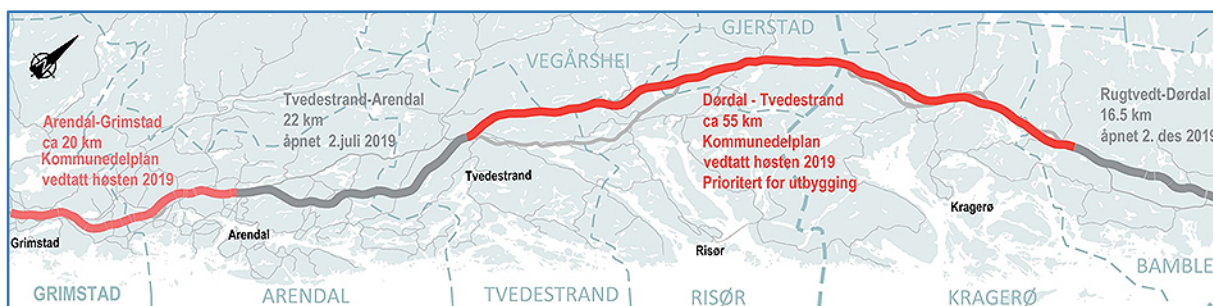 GJERSTAD
VEGÅRSHEI
Tvedestrand-Arendal
22 km
åpnet 2.juli 2019
Arendal-Grimstad
ca 20 km
Kommunedelplan
vedtatt høsten 2019
Dørdal - Tvedestrand
ca 55 km
Kommunedelplan
vedtatt høsten 2019
Prioritert for utbygging
Rugtvedt-Dørdal
16.5 km
åpnet 2. des 2019
Tvedestrand
Kragerø
Grimstad
Arendal
Risør
BAMBLE
GRIMSTAD
ARENDAL
TVEDESTRAND
RISØR
KRAGERØ